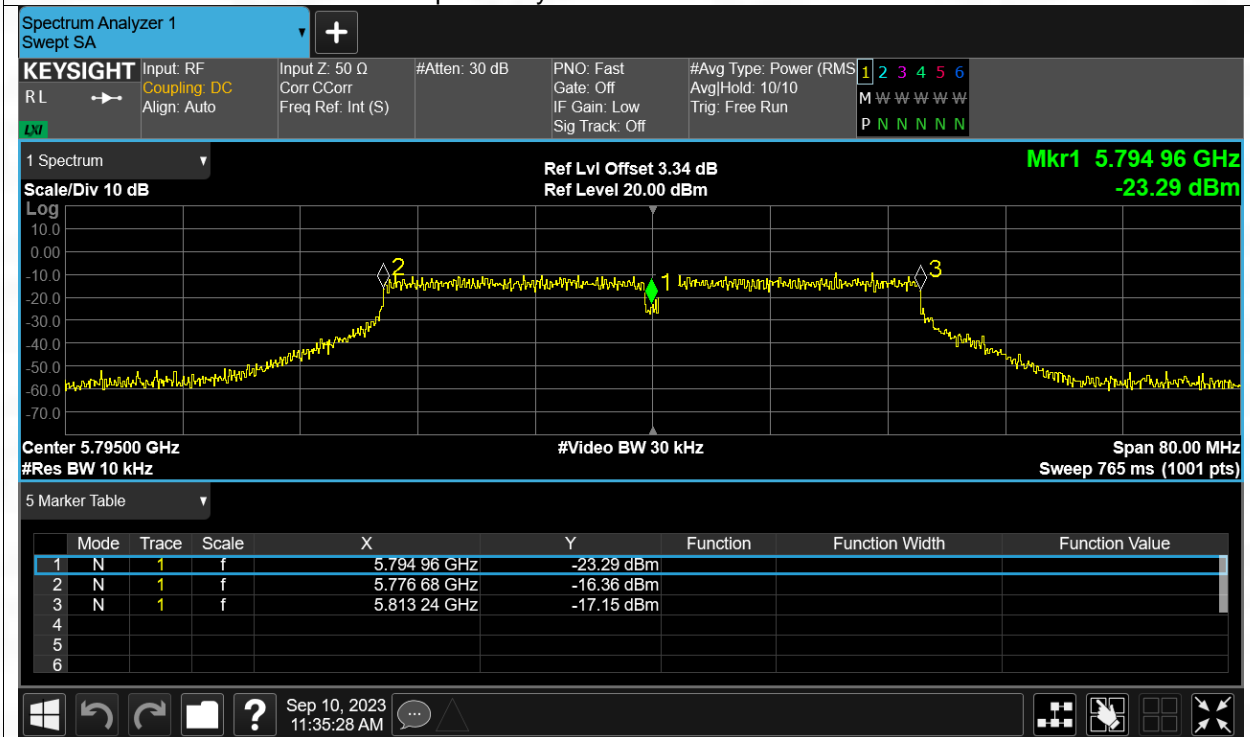 Spectrum Analyzer 1
Swept SA
+
KEYSIGHT Input: RF Input Z: 50 Ω #Atten: 30 dB PNO: Fast #Avg Type: Power (RMS 1 2 3 4 5 6
R L Coupling: DC Corr CCorr Gate: Off Avg|Hold: 10/10 M W W W W W
Align: Auto Freq Ref: Int (S) IF Gain: Low Trig: Free Run
LXI Sig Track: Off P N N N N N
1 Spectrum Ref Lvl Offset 3.34 dB Mkr1 5.794 96 GHz
Scale/Div 10 dB Ref Level 20.00 dBm -23.29 dBm
Log
10.0
0.00
-10.0 2 1 3
-20.0
-30.0
-40.0
-50.0
-60.0
-70.0
Center 5.79500 GHz #Video BW 30 kHz Span 80.00 MHz
#Res BW 10 kHz Sweep 765 ms (1001 pts)
5 Marker Table
Mode Trace Scale X Y Function Function Width Function Value
1 N 1 f 5.794 96 GHz -23.29 dBm
2 N 1 f 5.776 68 GHz -16.36 dBm
3 N 1 f 5.813 24 GHz -17.15 dBm
4
5
6
? Sep 10, 2023
11:35:28 AM